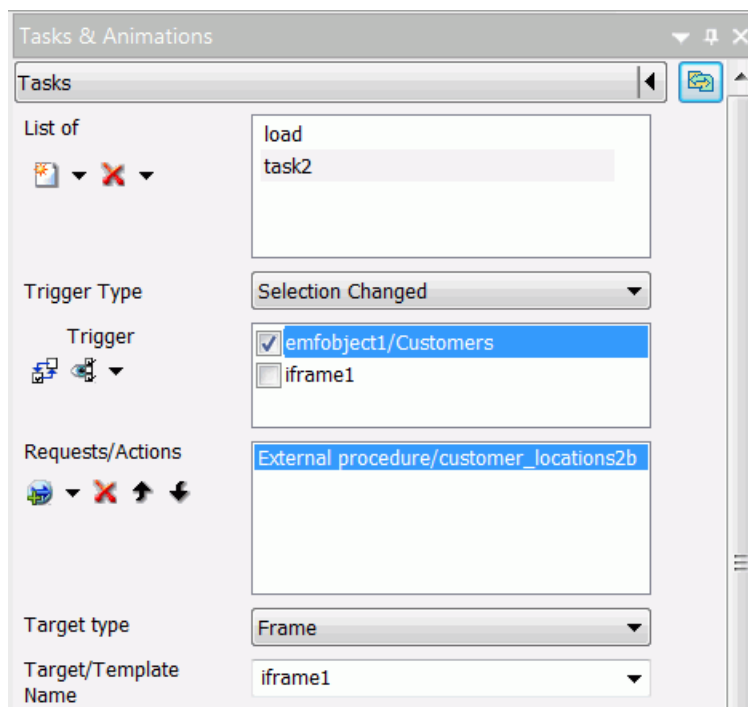 Tasks & Animations
Tasks
List of
load
task2
Trigger Type
Selection Changed
Trigger
emfobject1/Customers
iframe1
Requests/Actions
External procedure/customer_locations2b
Target type
Frame
Target/Template
Name
iframe1